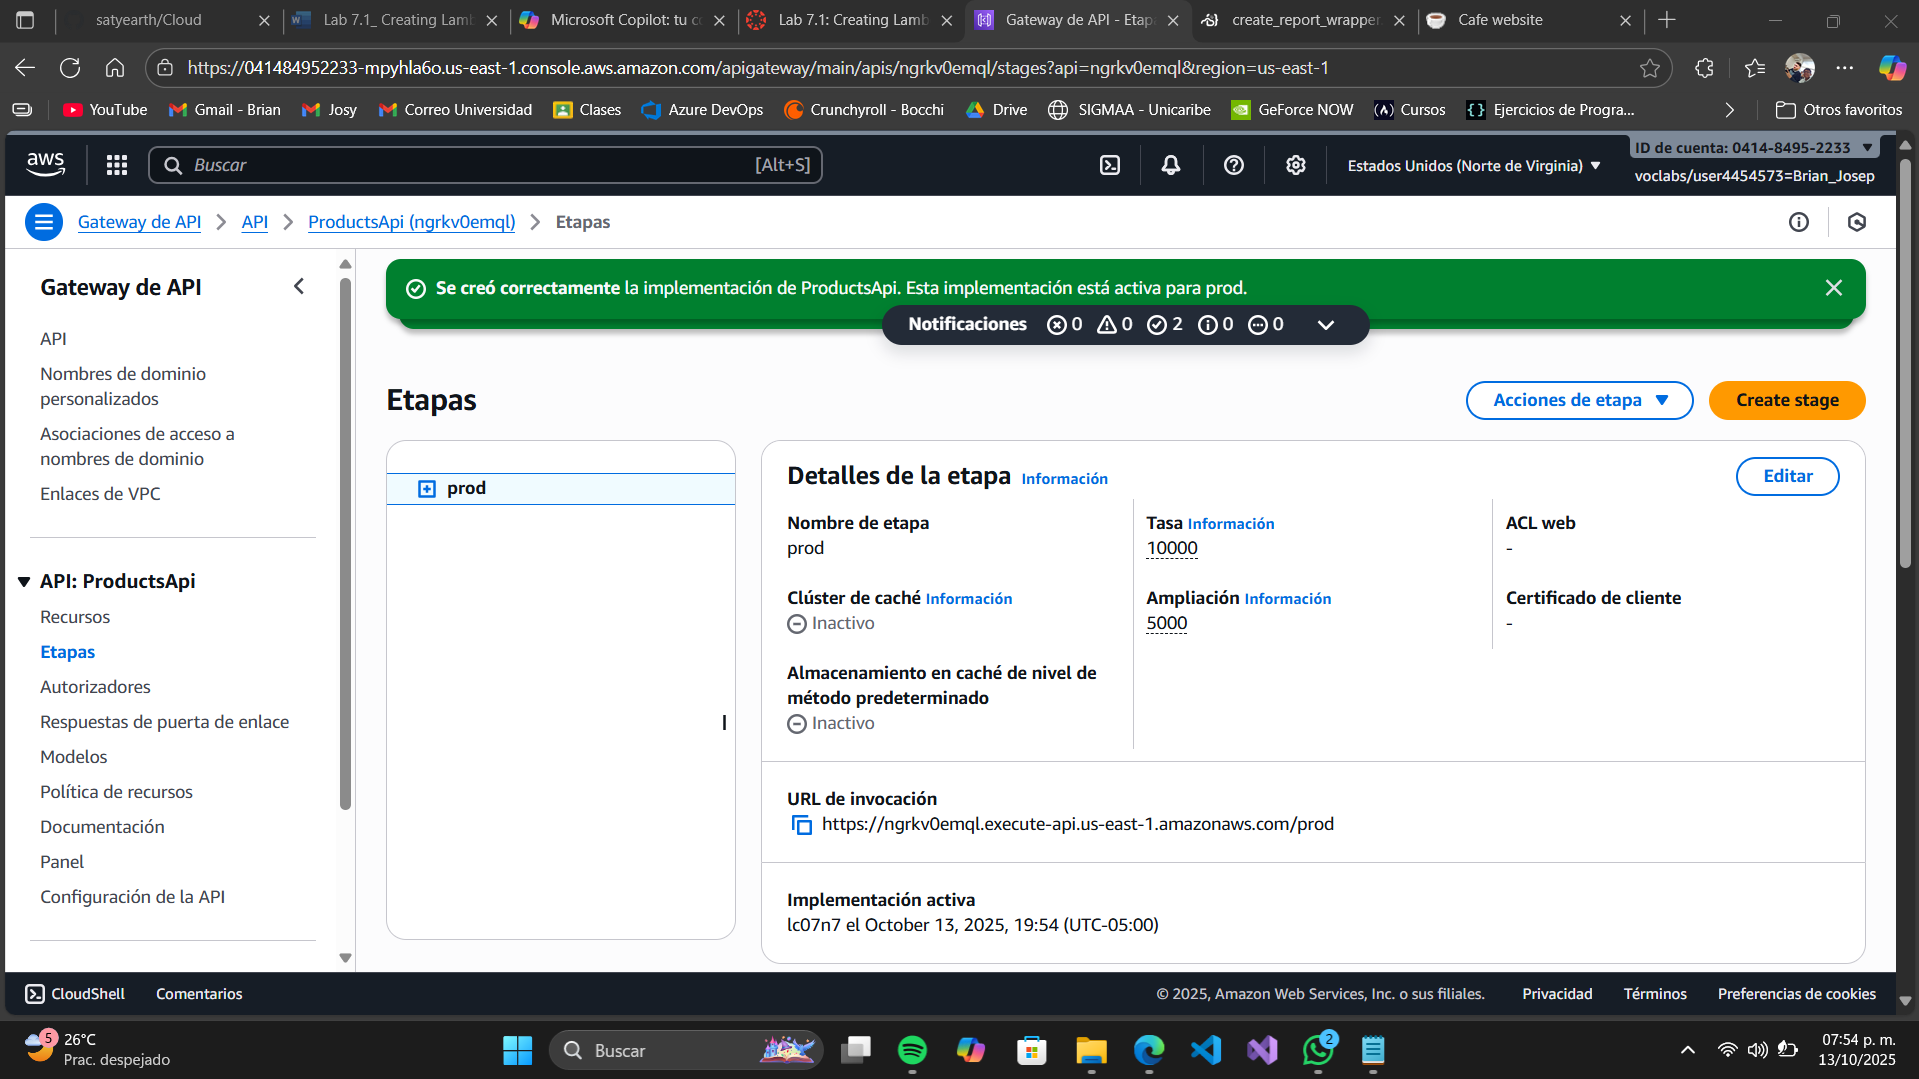 satyearth/Cloud
Lab 7.1_ Creating Lamb
Microsoft Copilot: tu co
Lab 7.1: Creating Lamb
Gateway de API - Etapa
create_report_wrapper.
Cafe website
https://041484952233-mpyhla6o.us-east-1.console.aws.amazon.com/apigateway/main/apis/ngrkv0emql/stages?api=ngrkv0emql&region=us-east-1
YouTube
Gmail - Brian
Josy
Correo Universidad
Clases
Azure DevOps
Crunchyroll - Bocchi
Drive
SIGMAA - Unicaribe
GeForce NOW
Cursos
Ejercicios de Progra...
Otros favoritos
aws
Buscar
[Alt+S]
Estados Unidos (Norte de Virginia)
ID de cuenta: 0414-8495-2233
voclabs/user4454573=Brian_Josep
Gateway de API
API
ProductsApi (ngrkv0emql)
Etapas
Gateway de API
API
Nombres de dominio
personalizados
Asociaciones de acceso a
nombres de dominio
Enlaces de VPC
API: ProductsApi
Recursos
Etapas
Autorizadores
Respuestas de puerta de enlace
Modelos
Política de recursos
Documentación
Panel
Configuración de la API
Se creó correctamente la implementación de ProductsApi. Esta implementación está activa para prod.
Notificaciones
0
0
2
0
0
Etapas
Acciones de etapa
Create stage
prod
Detalles de la etapa Información
Editar
Nombre de etapa
prod
Clúster de caché Información
Inactivo
Almacenamiento en caché de nivel de
método predeterminado
Inactivo
Tasa Información
10000
Ampliación Información
5000
ACL web
-
Certificado de cliente
-
URL de invocación
https://ngrkv0emql.execute-api.us-east-1.amazonaws.com/prod
Implementación activa
lc07n7 el October 13, 2025, 19:54 (UTC-05:00)
CloudShell
Comentarios
© 2025, Amazon Web Services, Inc. o sus filiales.
Privacidad
Términos
Preferencias de cookies
5
26°C
Prac. despejado
Buscar
2
07:54 p. m.
13/10/2025